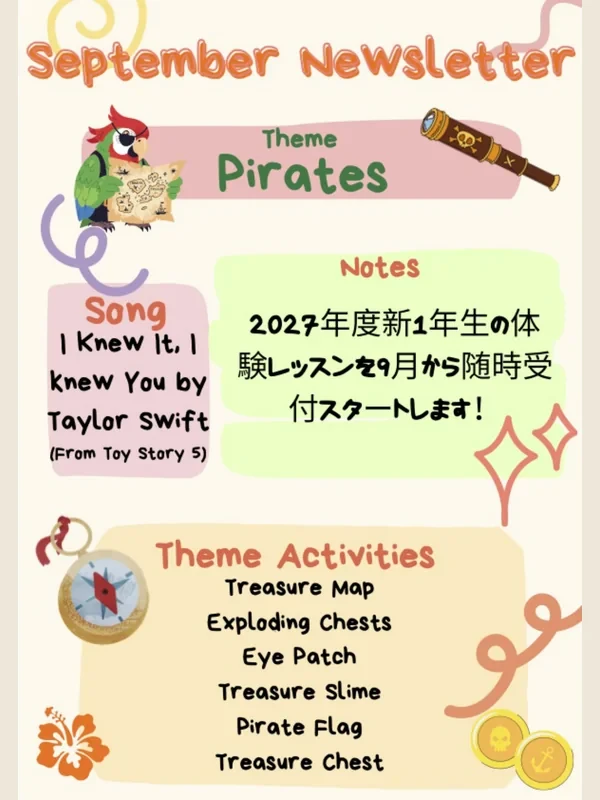 September Newsletter
Theme
Pirates
Notes
2027年度新1年生の体
験レッスンを9月から随時受
付スタートします!
Song
I Knew It, I
knew You by
Taylor Swift
(From Toy Story 5)
Theme Activities
Treasure Map
Exploding Chests
Eye Patch
Treasure Slime
Pirate Flag
Treasure Chest